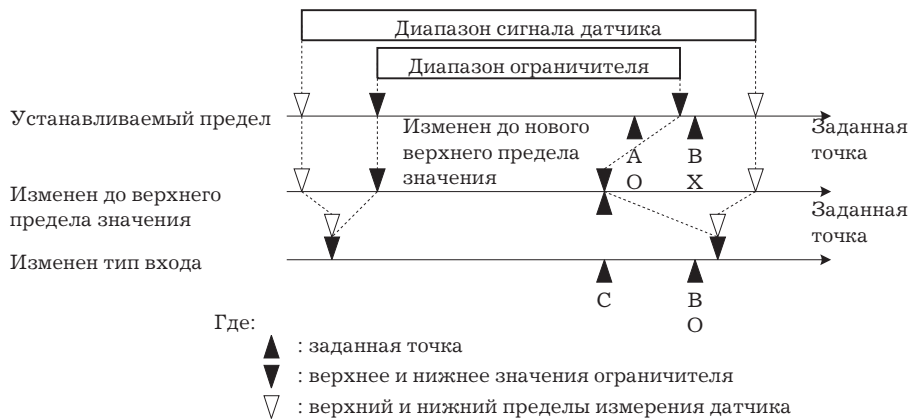 Диапазон сигнала датчика
Диапазон ограничителя
Устанавливаемый предел
Изменен до нового
верхнего предела
значения
А
О
В
Х
Заданная
точка
Изменен до верхнего
предела значения
Заданная
точка
Изменен тип входа
С
В
О
Где:
: заданная точка
: верхнее и нижнее значения ограничителя
: верхний и нижний пределы измерения датчика